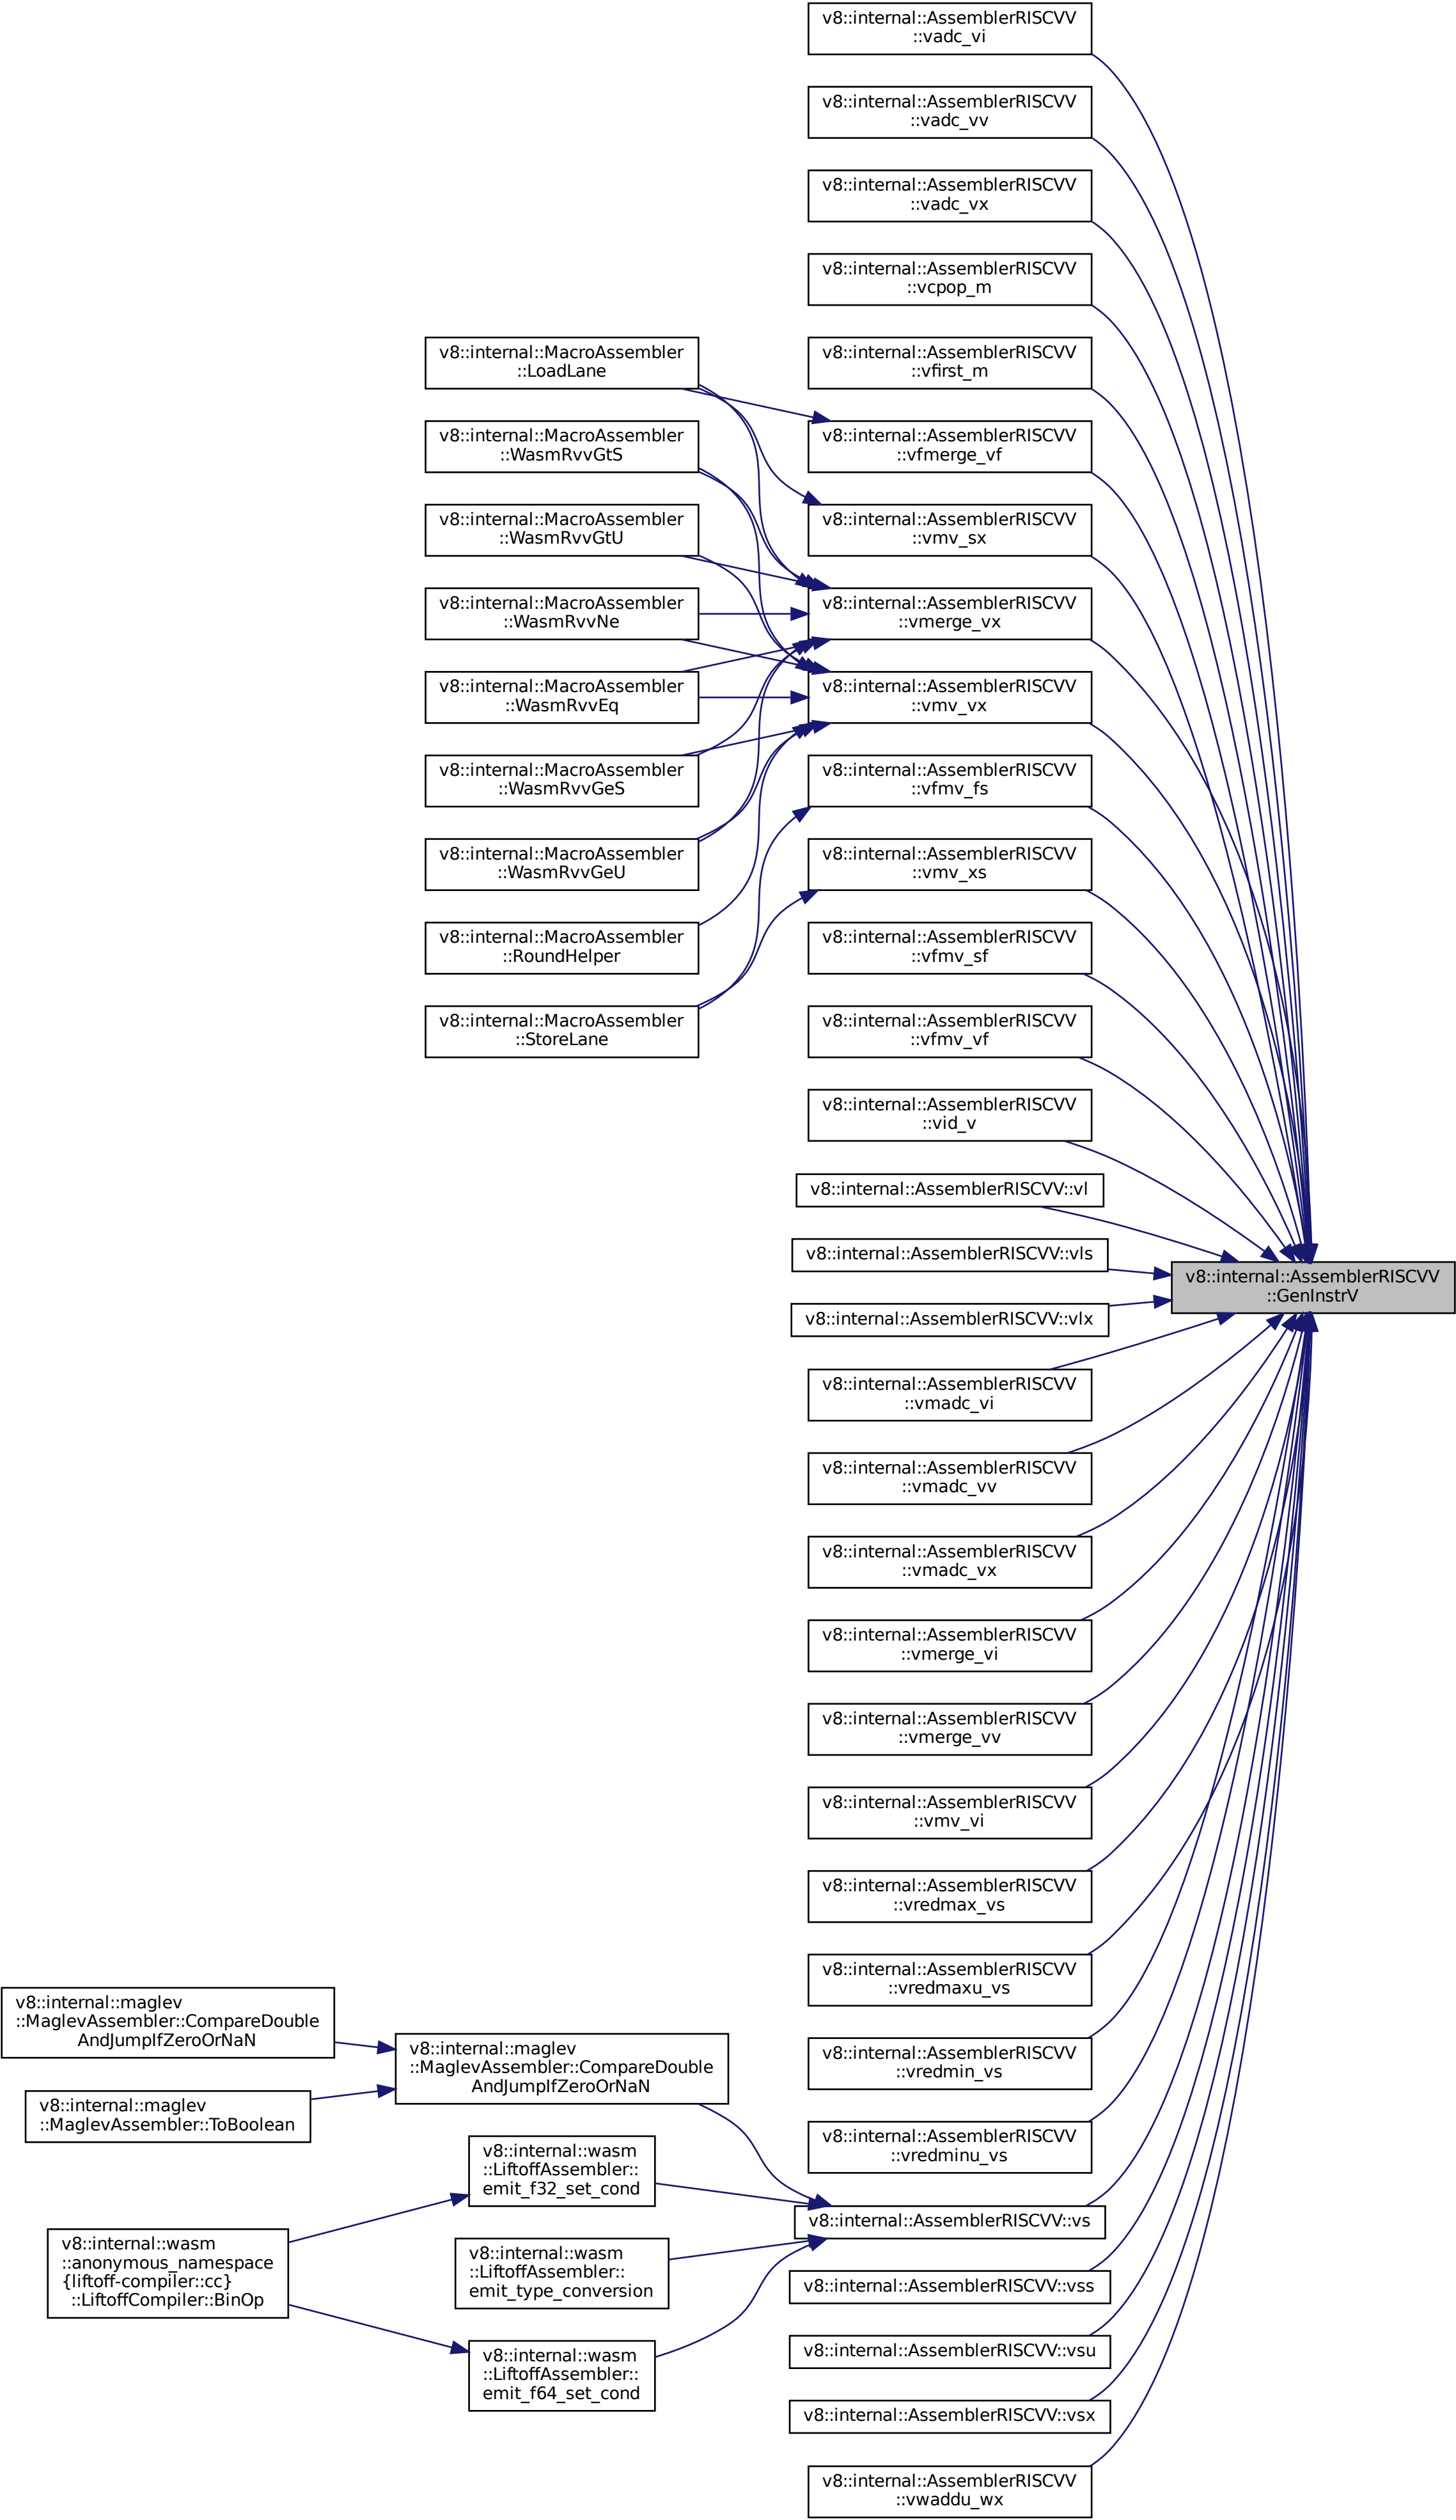 v8::internal::AssemblerRISCVV
::vadc_vi
v8::internal::AssemblerRISCVV
::vadc_vv
v8::internal::AssemblerRISCVV
::vadc_vx
v8::internal::AssemblerRISCVV
::vcpop_m
v8::internal::AssemblerRISCVV
::vfirst_m
v8::internal::AssemblerRISCVV
::vfmerge_vf
v8::internal::AssemblerRISCVV
::vmv_sx
v8::internal::AssemblerRISCVV
::vmerge_vx
v8::internal::AssemblerRISCVV
::vmv_vx
v8::internal::AssemblerRISCVV
::vfmv_fs
v8::internal::AssemblerRISCVV
::vmv_xs
v8::internal::AssemblerRISCVV
::vfmv_sf
v8::internal::AssemblerRISCVV
::vfmv_vf
v8::internal::AssemblerRISCVV
::vid_v
v8::internal::AssemblerRISCVV::vl
v8::internal::AssemblerRISCVV::vls
v8::internal::AssemblerRISCVV::vlx
v8::internal::AssemblerRISCVV
::vmadc_vi
v8::internal::AssemblerRISCVV
::vmadc_vv
v8::internal::AssemblerRISCVV
::vmadc_vx
v8::internal::AssemblerRISCVV
::vmerge_vi
v8::internal::AssemblerRISCVV
::vmerge_vv
v8::internal::AssemblerRISCVV
::vmv_vi
v8::internal::AssemblerRISCVV
::vredmax_vs
v8::internal::AssemblerRISCVV
::vredmaxu_vs
v8::internal::AssemblerRISCVV
::vredmin_vs
v8::internal::AssemblerRISCVV
::vredminu_vs
v8::internal::AssemblerRISCVV::vs
v8::internal::AssemblerRISCVV::vss
v8::internal::AssemblerRISCVV::vsu
v8::internal::AssemblerRISCVV::vsx
v8::internal::AssemblerRISCVV
::vwaddu_wx
v8::internal::AssemblerRISCVV
::GenInstrV
v8::internal::MacroAssembler
::LoadLane
v8::internal::MacroAssembler
::WasmRvvGtS
v8::internal::MacroAssembler
::WasmRvvGtU
v8::internal::MacroAssembler
::WasmRvvNe
v8::internal::MacroAssembler
::WasmRvvEq
v8::internal::MacroAssembler
::WasmRvvGeS
v8::internal::MacroAssembler
::WasmRvvGeU
v8::internal::MacroAssembler
::RoundHelper
v8::internal::MacroAssembler
::StoreLane
v8::internal::maglev
::MaglevAssembler::CompareDouble
AndJumpIfZeroOrNaN
v8::internal::maglev
::MaglevAssembler::ToBoolean
v8::internal::maglev
::MaglevAssembler::CompareDouble
AndJumpIfZeroOrNaN
v8::internal::wasm
::LiftoffAssembler::
emit_f32_set_cond
v8::internal::wasm
::LiftoffAssembler::
emit_type_conversion
v8::internal::wasm
::LiftoffAssembler::
emit_f64_set_cond
v8::internal::wasm
::anonymous_namespace
{liftoff-compiler::cc}
::LiftoffCompiler::BinOp